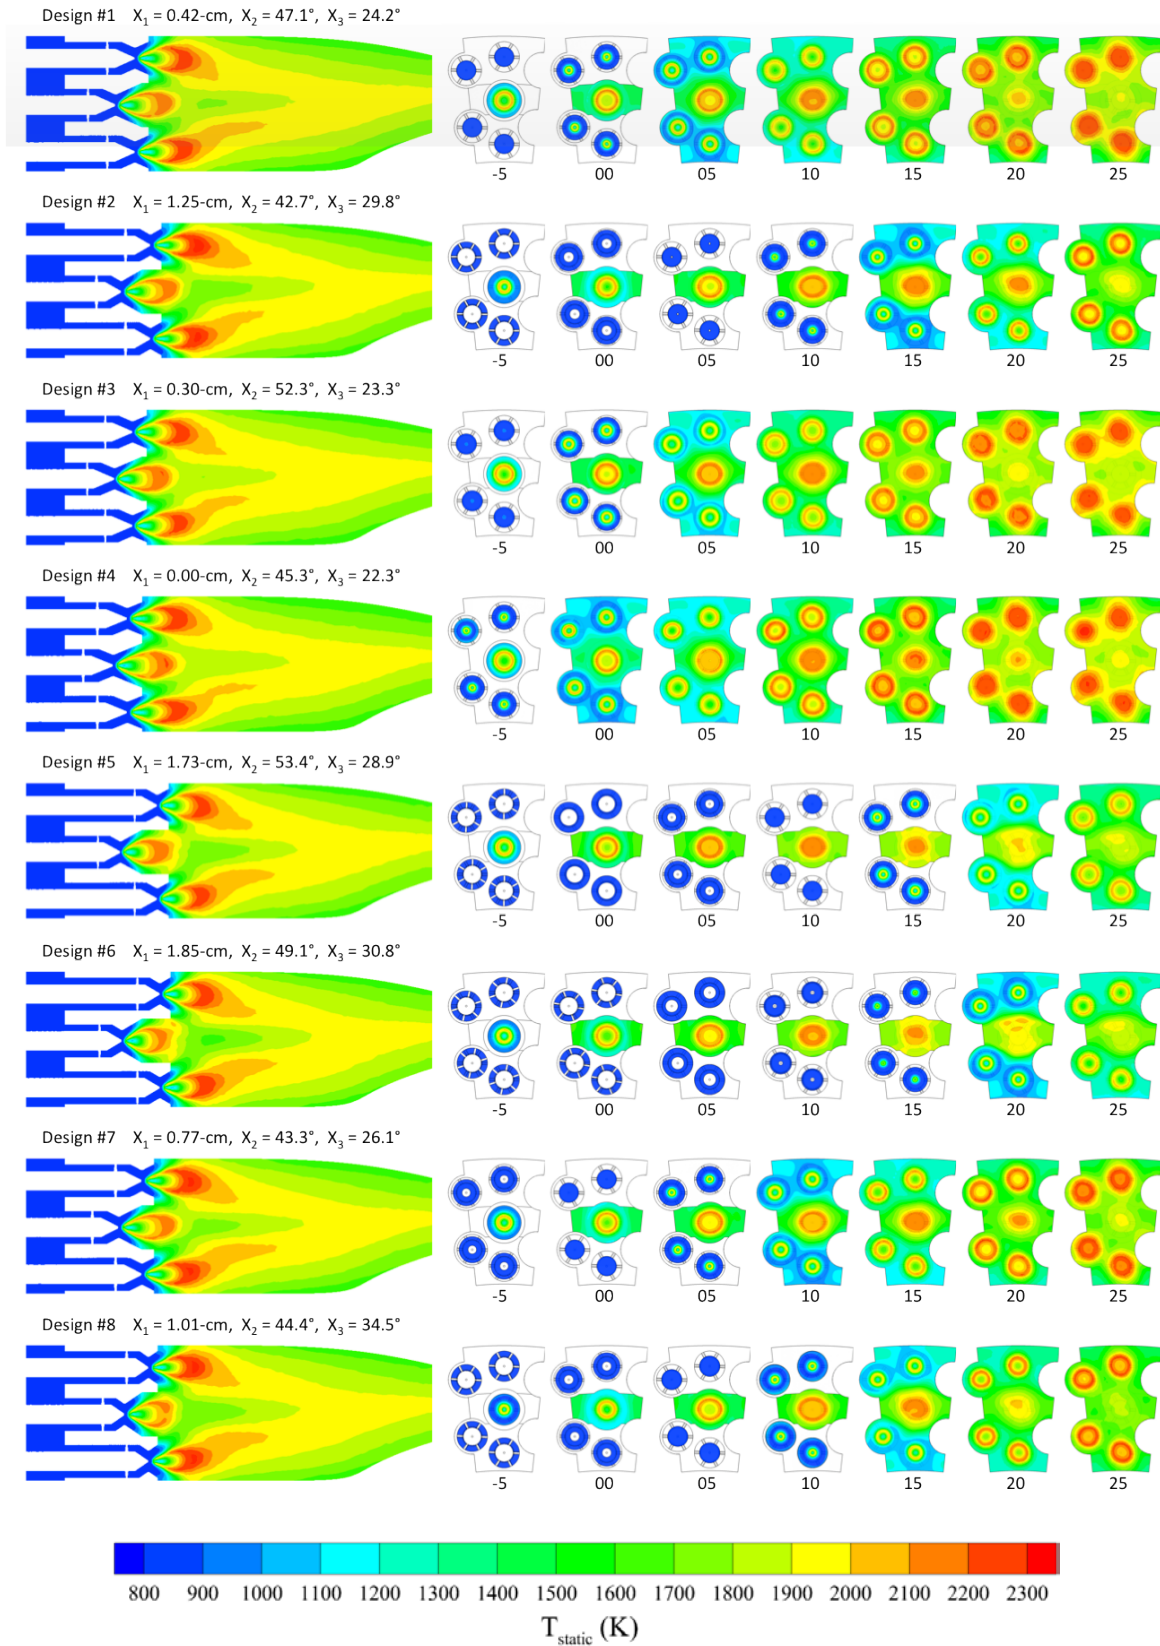 Design #1 X1 = 0.42-cm, X2 = 47.1°, X3 = 24.2°
-5 00 05 10 15 20 25
Design #2 X1 = 1.25-cm, X2 = 42.7°, X3 = 29.8°
-5 00 05 10 15 20 25
Design #3 X1 = 0.30-cm, X2 = 52.3°, X3 = 23.3°
-5 00 05 10 15 20 25
Design #4 X1 = 0.00-cm, X2 = 45.3°, X3 = 22.3°
-5 00 05 10 15 20 25
Design #5 X1 = 1.73-cm, X2 = 53.4°, X3 = 28.9°
-5 00 05 10 15 20 25
Design #6 X1 = 1.85-cm, X2 = 49.1°, X3 = 30.8°
-5 00 05 10 15 20 25
Design #7 X1 = 0.77-cm, X2 = 43.3°, X3 = 26.1°
-5 00 05 10 15 20 25
Design #8 X1 = 1.01-cm, X2 = 44.4°, X3 = 34.5°
-5 00 05 10 15 20 25
800 900 1000 1100 1200 1300 1400 1500 1600 1700 1800 1900 2000 2100 2200 2300
Tstatic (K)